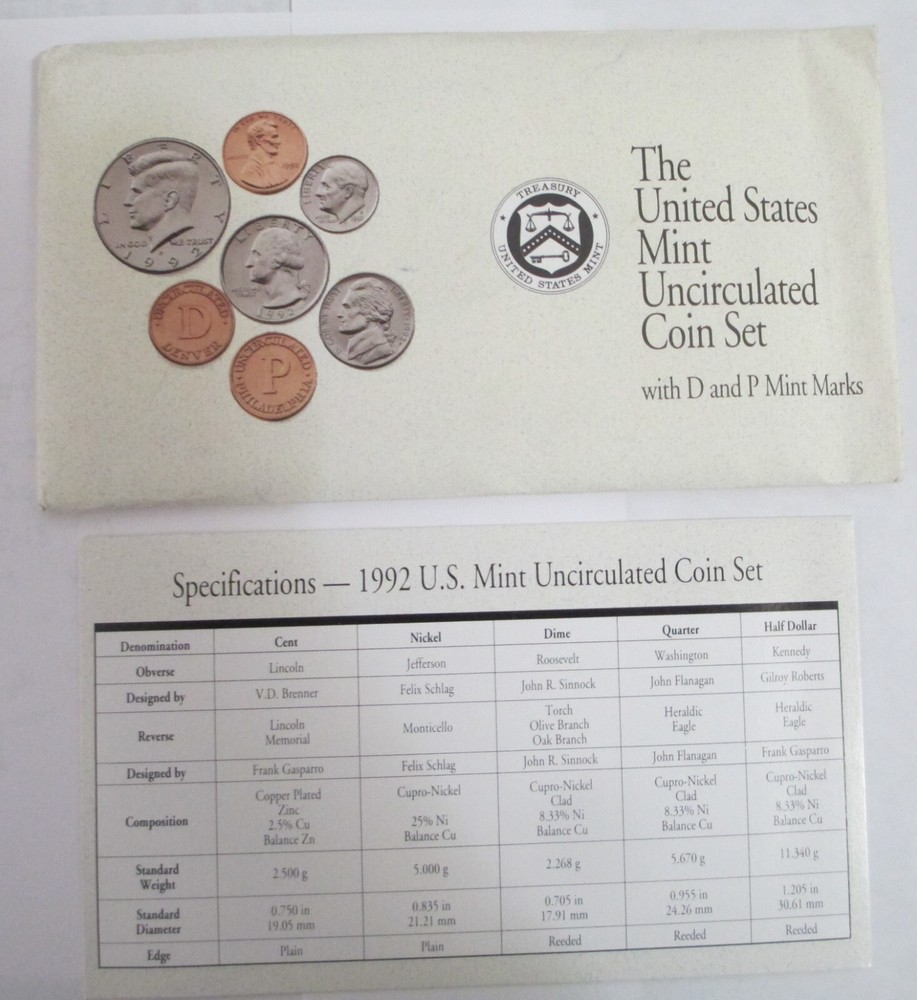 LIBERTY
IN GOD WE TRUST
1992
LIBERTY
1992
UNCIRCULATED
D
DENVER
UNCIRCULATED
P
PHILADELPHIA
TREASURY
UNITED STATES MINT
The
United States
Mint
Uncirculated
Coin Set
with D and P Mint Marks
Specifications — 1992 U.S. Mint Uncirculated Coin Set
Denomination Cent Nickel Dime Quarter Half Dollar
Obverse Lincoln Jefferson Roosevelt Washington Kennedy
Designed by V.D. Brenner Felix Schlag John R. Sinnock John Flanagan Gilroy Roberts
Reverse Lincoln Memorial Monticello Torch Olive Branch Oak Branch Heraldic Eagle Heraldic Eagle
Designed by Frank Gasparro Felix Schlag John R. Sinnock John Flanagan Frank Gasparro
Composition Copper Plated Zinc 2.5% Cu Balance Zn Cupro-Nickel 25% Ni Balance Cu Cupro-Nickel Clad 8.33% Ni Balance Cu Cupro-Nickel Clad 8.33% Ni Balance Cu Cupro-Nickel Clad 8.33% Ni Balance Cu
Standard Weight 2.500 g 5.000 g 2.268 g 5.670 g 11.340 g
Standard Diameter 0.750 in 19.05 mm 0.835 in 21.21 mm 0.705 in 17.91 mm 0.955 in 24.26 mm 1.205 in 30.61 mm
Edge Plain Plain Reeded Reeded Reeded